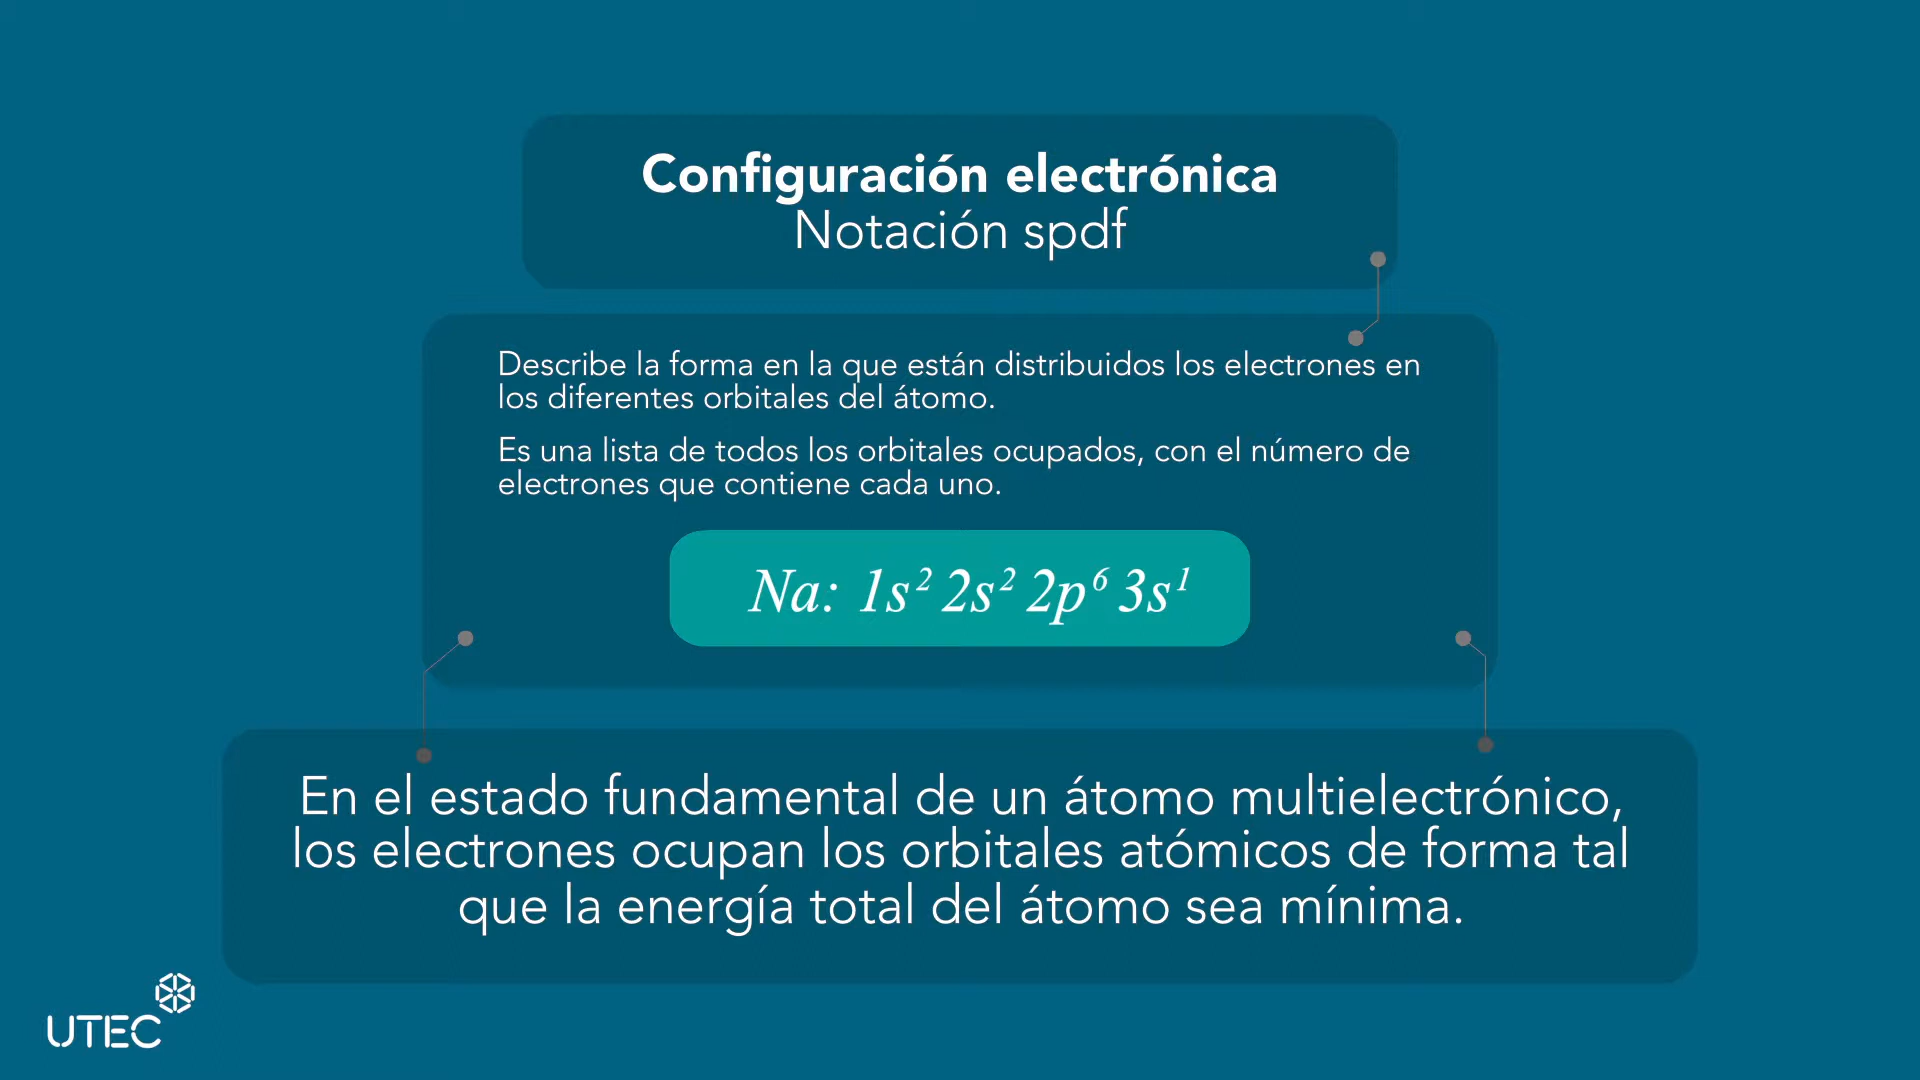 Configuración electrónica
Notación spdf
Describe la forma en la que están distribuidos los electrones en
los diferentes orbitales del átomo.
Es una lista de todos los orbitales ocupados, con el número de
electrones que contiene cada uno.
Na: 1s² 2s² 2p⁶ 3s¹
En el estado fundamental de un átomo multielectrónico,
los electrones ocupan los orbitales atómicos de forma tal
que la energía total del átomo sea mínima.
UTEC